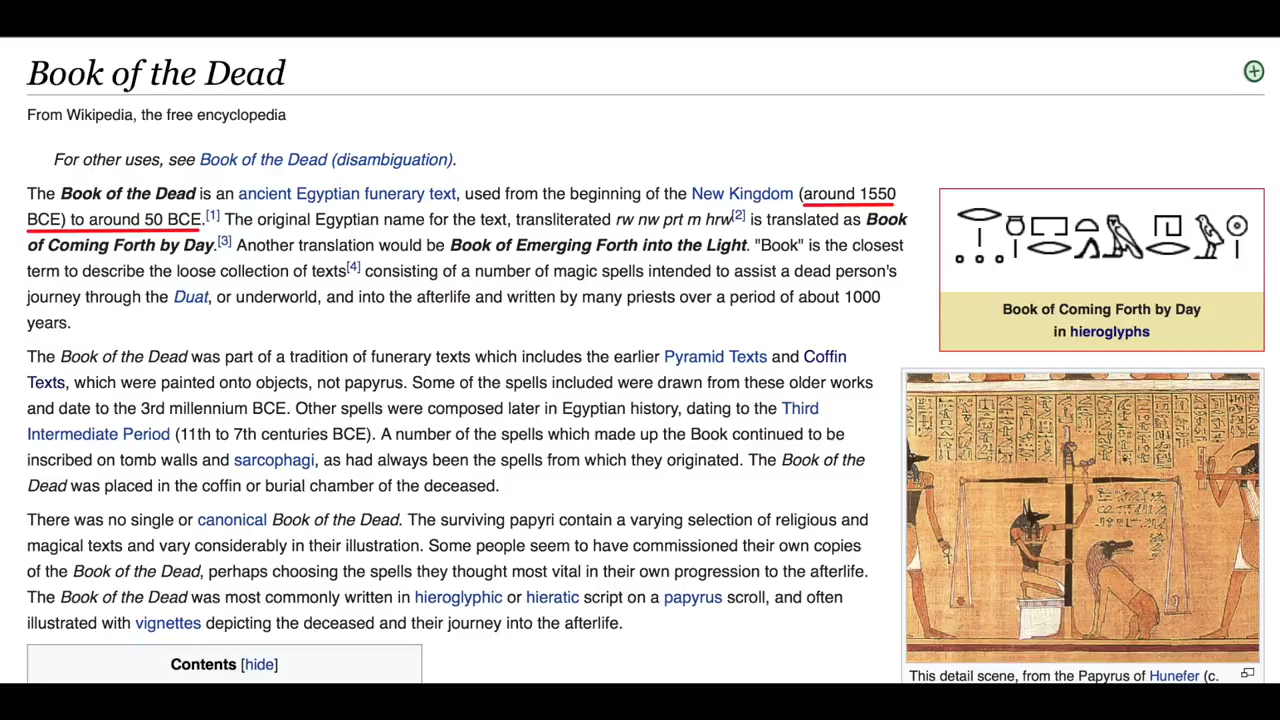 Book of the Dead
From Wikipedia, the free encyclopedia
For other uses, see Book of the Dead (disambiguation).
The Book of the Dead is an ancient Egyptian funerary text, used from the beginning of the New Kingdom (around 1550
BCE) to around 50 BCE.[1] The original Egyptian name for the text, transliterated rw nw prt m hrw[2] is translated as Book
of Coming Forth by Day.[3] Another translation would be Book of Emerging Forth into the Light. "Book" is the closest
term to describe the loose collection of texts[4] consisting of a number of magic spells intended to assist a dead person's
journey through the Duat, or underworld, and into the afterlife and written by many priests over a period of about 1000
years.
The Book of the Dead was part of a tradition of funerary texts which includes the earlier Pyramid Texts and Coffin
Texts, which were painted onto objects, not papyrus. Some of the spells included were drawn from these older works
and date to the 3rd millennium BCE. Other spells were composed later in Egyptian history, dating to the Third
Intermediate Period (11th to 7th centuries BCE). A number of the spells which made up the Book continued to be
inscribed on tomb walls and sarcophagi, as had always been the spells from which they originated. The Book of the
Dead was placed in the coffin or burial chamber of the deceased.
There was no single or canonical Book of the Dead. The surviving papyri contain a varying selection of religious and
magical texts and vary considerably in their illustration. Some people seem to have commissioned their own copies
of the Book of the Dead, perhaps choosing the spells they thought most vital in their own progression to the afterlife.
The Book of the Dead was most commonly written in hieroglyphic or hieratic script on a papyrus scroll, and often
illustrated with vignettes depicting the deceased and their journey into the afterlife.
Contents [hide]
Book of Coming Forth by Day
in hieroglyphs
This detail scene, from the Papyrus of Hunefer (c.